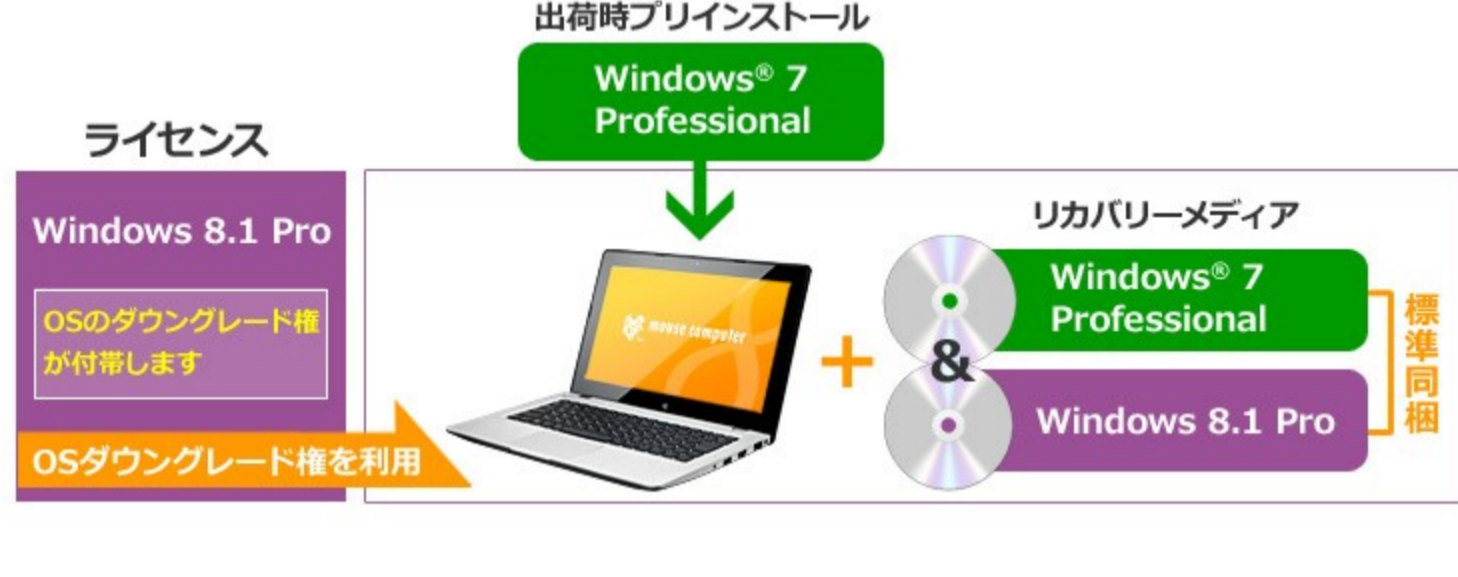 出荷時プリインストール
Windows® 7
Professional
ライセンス
Windows 8.1 Pro
OSのダウングレード権
が付帯します
OSダウングレード権を利用
mouse computer
+
リカバリーメディア
Windows® 7
Professional
&
Windows 8.1 Pro
標準同梱